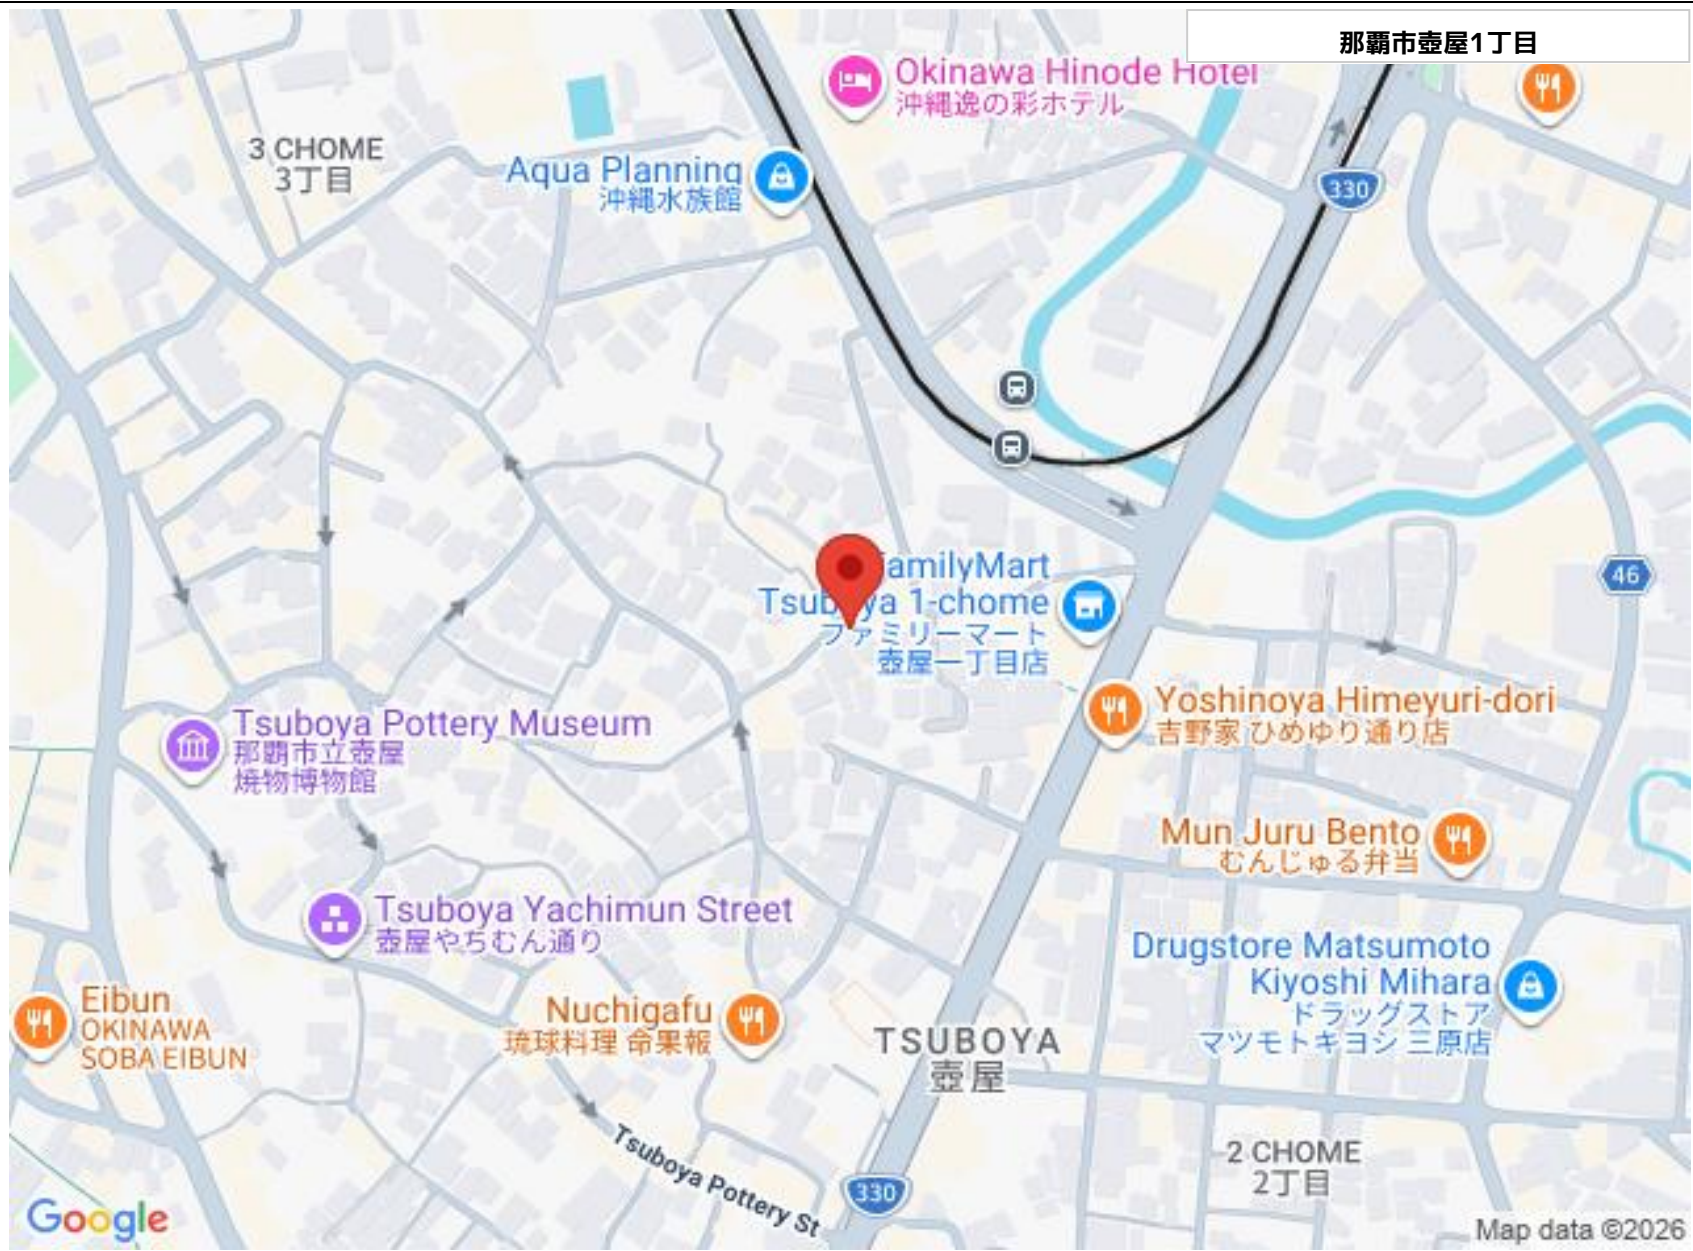 那覇市壺屋1丁目
Okinawa Hinode Hotel
沖縄逸の彩ホテル
3 CHOME
3丁目
Aqua Planning
沖縄水族館
330
46
amilyMart
Tsuboya 1-chome
ファミリーマート
壺屋一丁目店
Yoshinoya Himeyuri-dori
吉野家 ひめゆり通り店
Tsuboya Pottery Museum
那覇市立壺屋
焼物博物館
Mun Juru Bento
むんじゅる弁当
Tsuboya Yachimun Street
壺屋やちむん通り
Drugstore Matsumoto
Kiyoshi Mihara
ドラッグストア
マツモトキヨシ 三原店
Eibun
OKINAWA
SOBA EIBUN
Nuchigafu
琉球料理 命果報
TSUBOYA
壺屋
Tsuboya Pottery St
2 CHOME
2丁目
330
Google
Map data ©2026